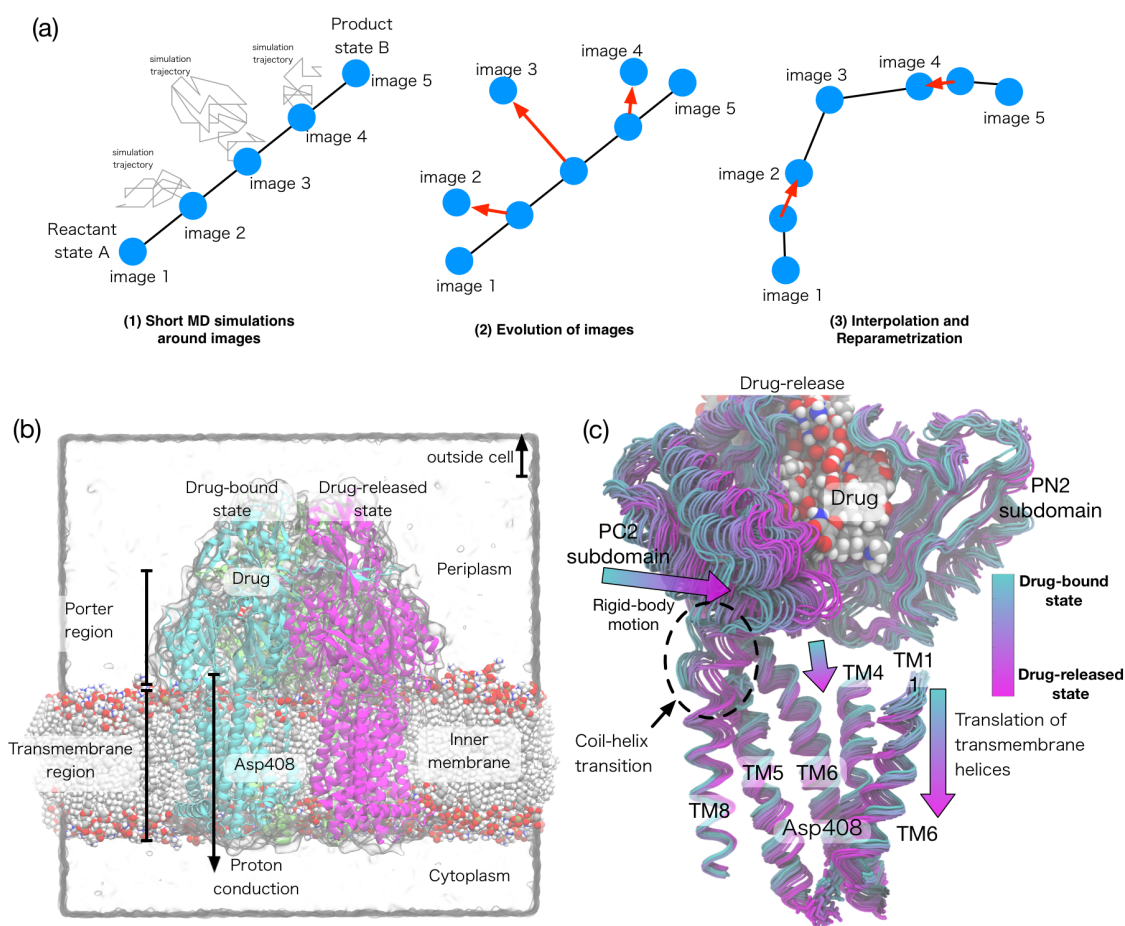 (a)
simulation
trajectory
simulation
trajectory
simulation
trajectory
Product
state B
image 5
image 4
image 3
image 2
Reactant
state A
image 1
(1) Short MD simulations
around images
image 4
image 3
image 5
image 2
image 1
(2) Evolution of images
image 4
image 3
image 5
image 2
image 1
(3) Interpolation and
Reparametrization
(b)
outside cell
Drug-bound
state
Drug-released
state
Drug
Periplasm
Porter
region
Transmembrane
region
Asp408
Inner
membrane
Proton
conduction
Cytoplasm
(c)
Drug-release
Drug
PN2
subdomain
PC2
subdomain
Rigid-body
motion
Drug-bound
state
Drug-released
state
TM4
TM1
1
Translation of
transmembrane
helices
Coil-helix
transition
TM5
TM6
TM8
Asp408
TM6